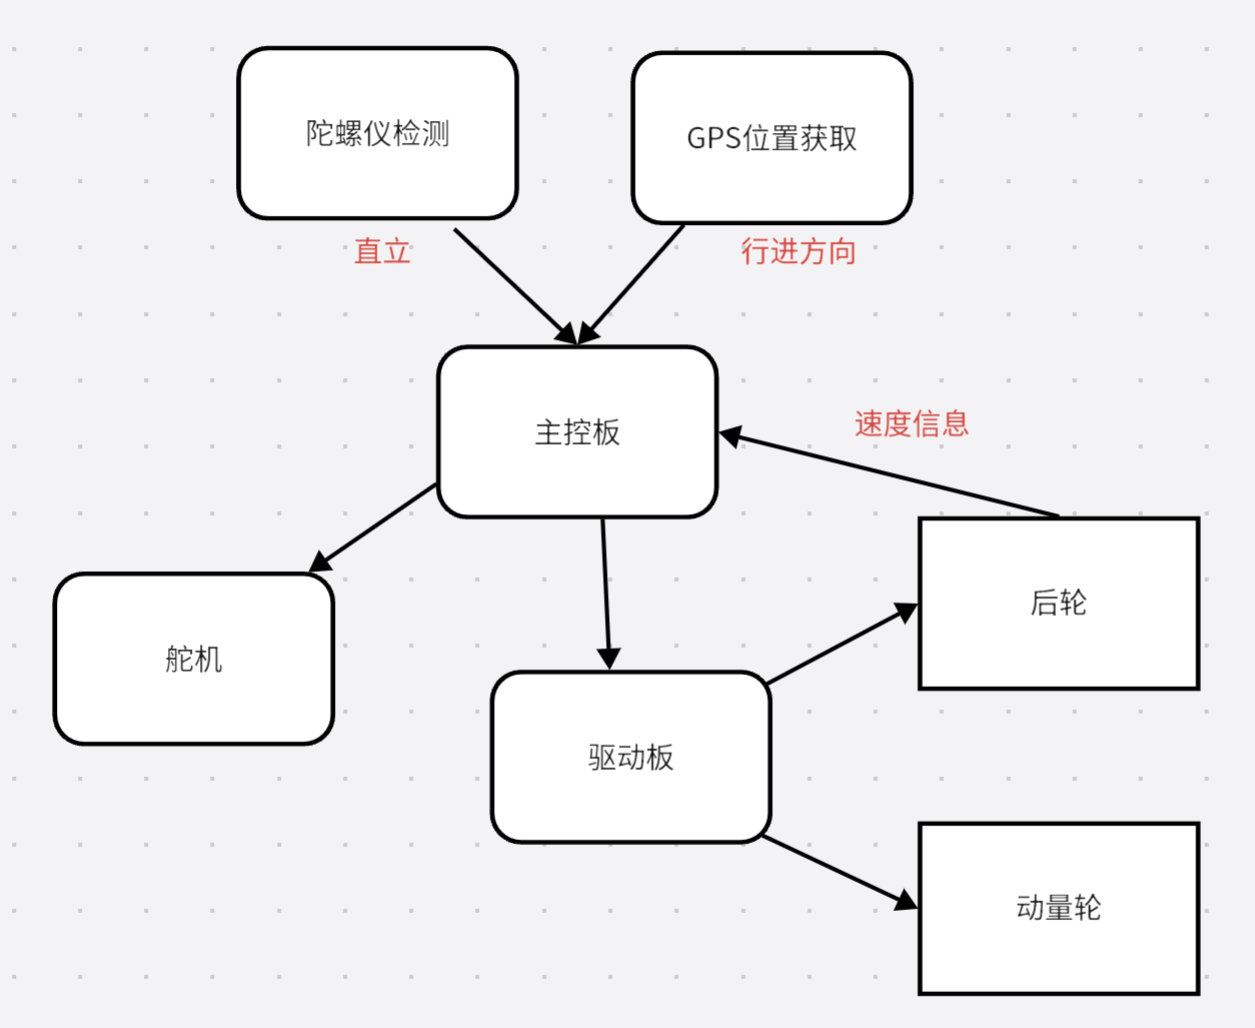 陀螺仪检测
GPS位置获取
直立
行进方向
主控板
速度信息
后轮
舵机
驱动板
动量轮